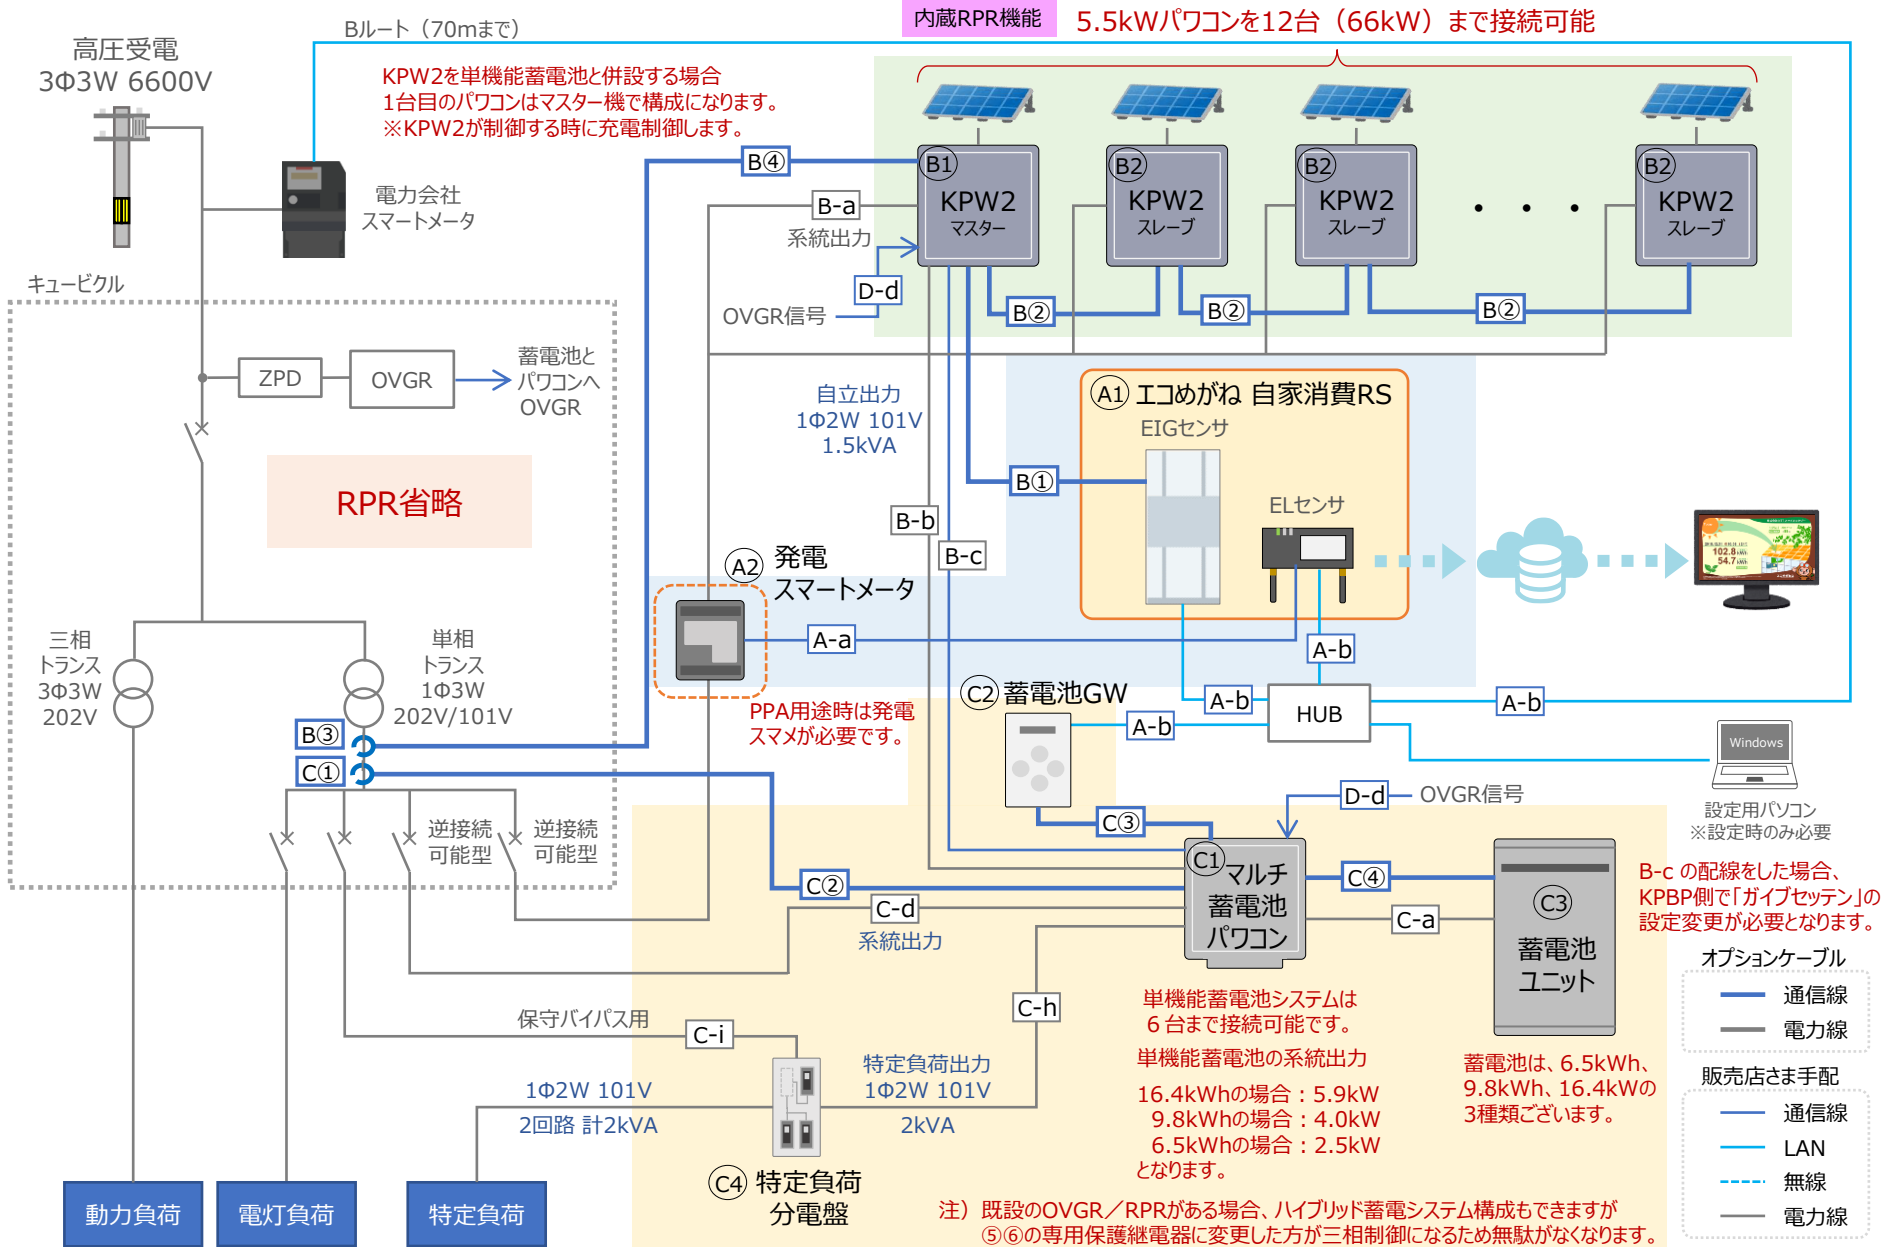 内蔵RPR機能
5.5kWパワコンを12台（66kW）まで接続可能
Bルート（70mまで）
高圧受電
3Φ3W 6600V
KPW2を単機能蓄電池と併設する場合
1台目のパワコンはマスター機で構成になります。
※KPW2が制御する時に充電制御します。
電力会社
スマートメータ
B④
B-a
系統出力
D-d
OVGR信号
B1
KPW2
マスター
B2
KPW2
スレーブ
B2
KPW2
スレーブ
・・・
B2
KPW2
スレーブ
B②
B②
B②
キュービクル
ZPD
OVGR
蓄電池と
パワコンへ
OVGR
RPR省略
自立出力
1Φ2W 101V
1.5kVA
A1 エコめがね 自家消費RS
EIGセンサ
ELセンサ
B①
B-b
B-c
102.8
54.7
A2 発電
スマートメータ
A-a
A-b
PPA用途時は発電
スマメが必要です。
三相
トランス
3Φ3W
202V
単相
トランス
1Φ3W
202V/101V
B③
C①
逆接続
可能型
逆接続
可能型
C2 蓄電池GW
A-b
A-b
HUB
A-b
Windows
設定用パソコン
※設定時のみ必要
C③
D-d
OVGR信号
C1
マルチ
蓄電池
パワコン
C②
C-d
系統出力
C④
C-a
C3
蓄電池
ユニット
B-c の配線をした場合、
KPBP側で「ガイブセッテン」の
設定変更が必要となります。
オプションケーブル
通信線
電力線
販売店さま手配
通信線
LAN
無線
電力線
C-h
保守バイパス用
C-i
特定負荷出力
1Φ2W 101V
2kVA
1Φ2W 101V
2回路 計2kVA
C4 特定負荷
分電盤
単機能蓄電池システムは
６台まで接続可能です。
単機能蓄電池の系統出力
16.4kWhの場合：5.9kW
9.8kWhの場合：4.0kW
6.5kWhの場合：2.5kW
となります。
蓄電池は、6.5kWh、
9.8kWh、16.4kWの
3種類ございます。
動力負荷
電灯負荷
特定負荷
注）既設のOVGR／RPRがある場合、ハイブリッド蓄電システム構成もできますが
⑤⑥の専用保護継電器に変更した方が三相制御になるため無駄がなくなります。